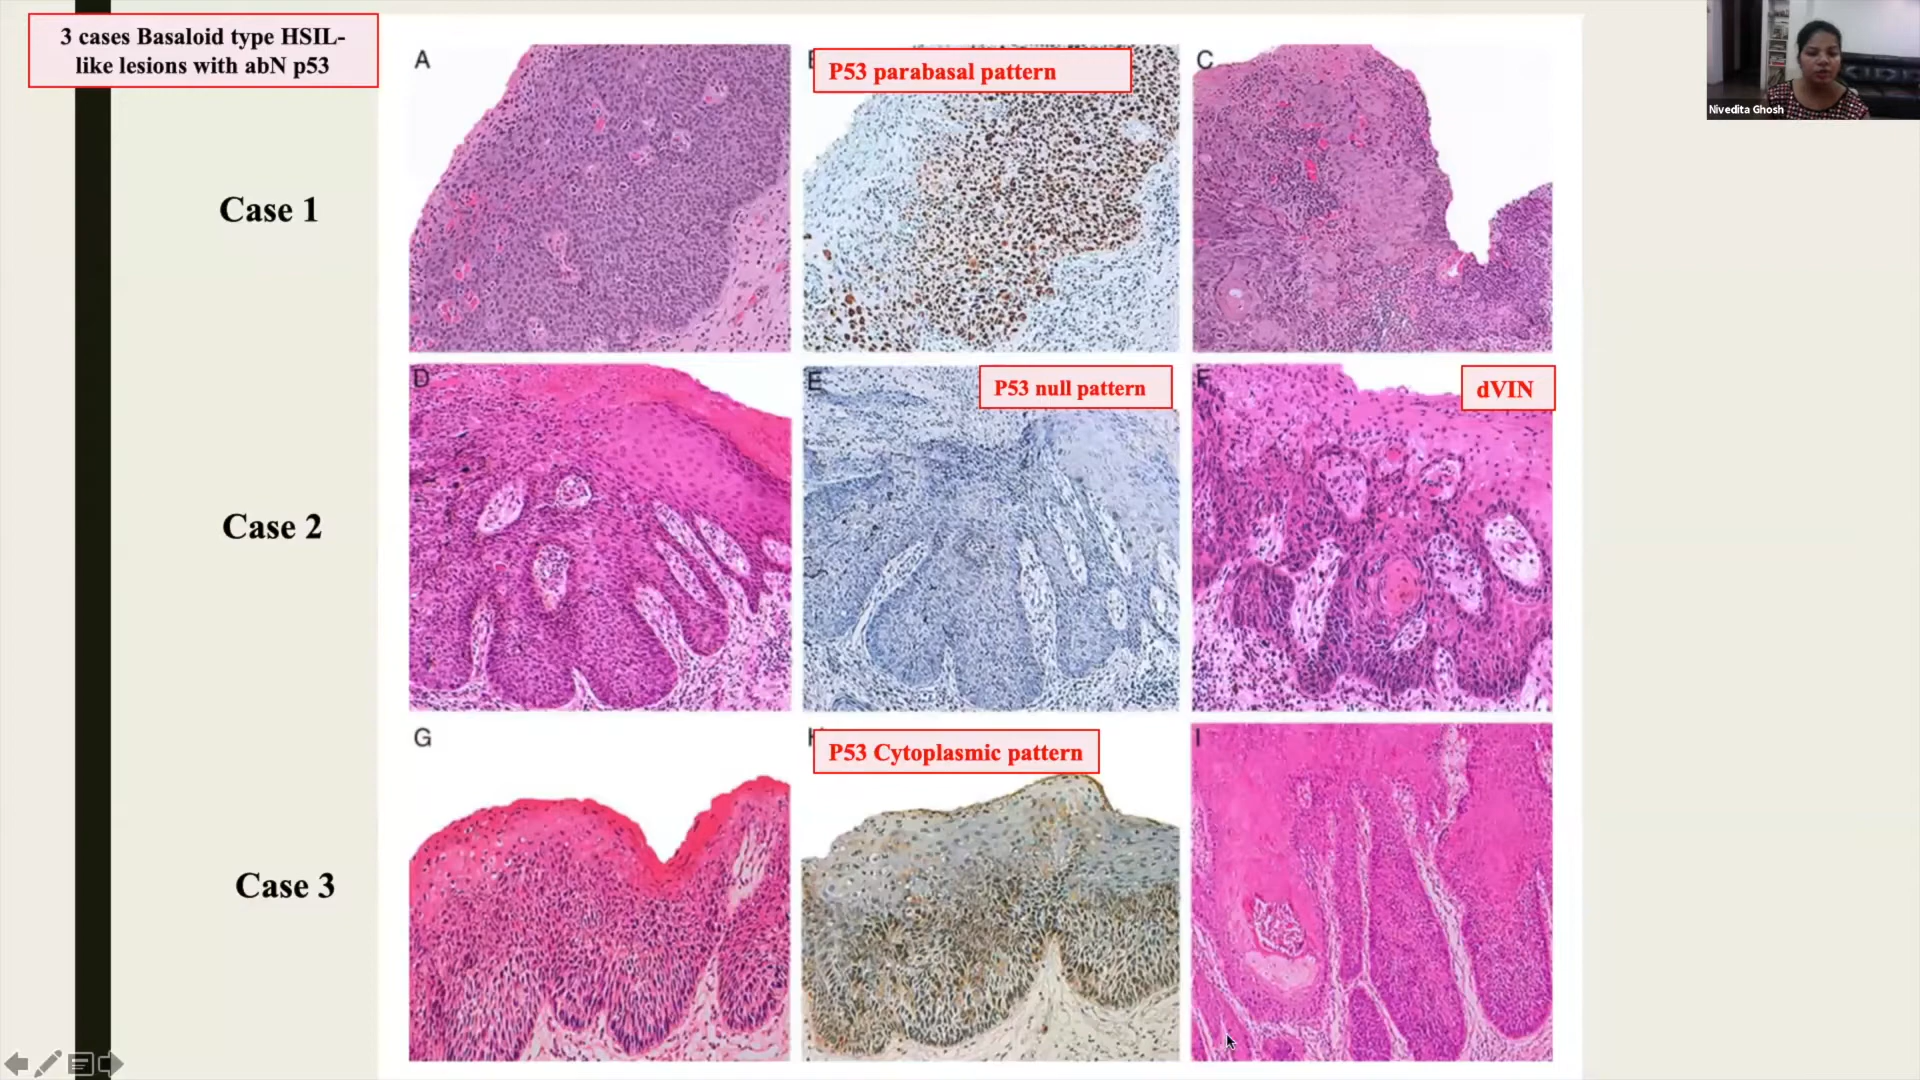 3 cases Basaloid type HSIL-
like lesions with abN p53
A
P53 parabasal pattern
C
Nivedita Ghosh
Case 1
D
E
P53 null pattern
F
dVIN
Case 2
G
P53 Cytoplasmic pattern
I
Case 3